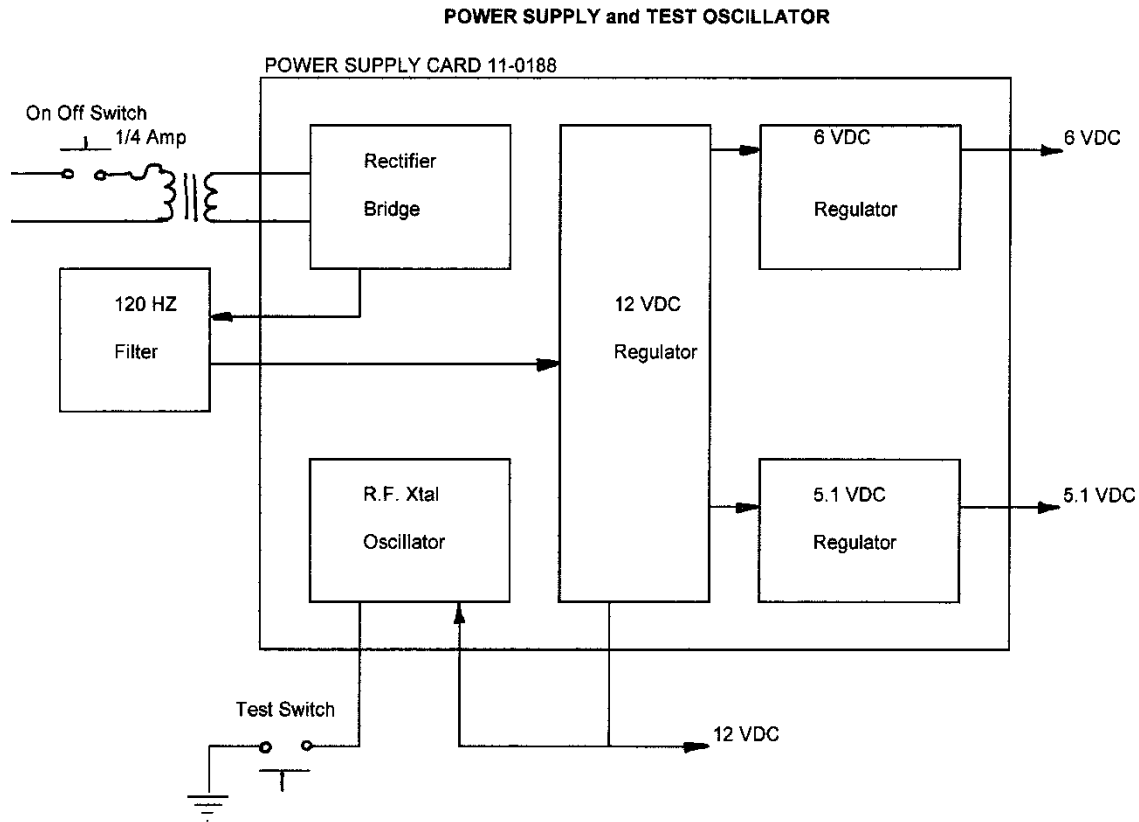 POWER SUPPLY and TEST OSCILLATOR
POWER SUPPLY CARD 11-0188
On Off Switch
1/4 Amp
Rectifier
Bridge
6 VDC
Regulator
6 VDC
120 HZ
Filter
12 VDC
Regulator
R.F. Xtal
Oscillator
5.1 VDC
Regulator
5.1 VDC
Test Switch
12 VDC